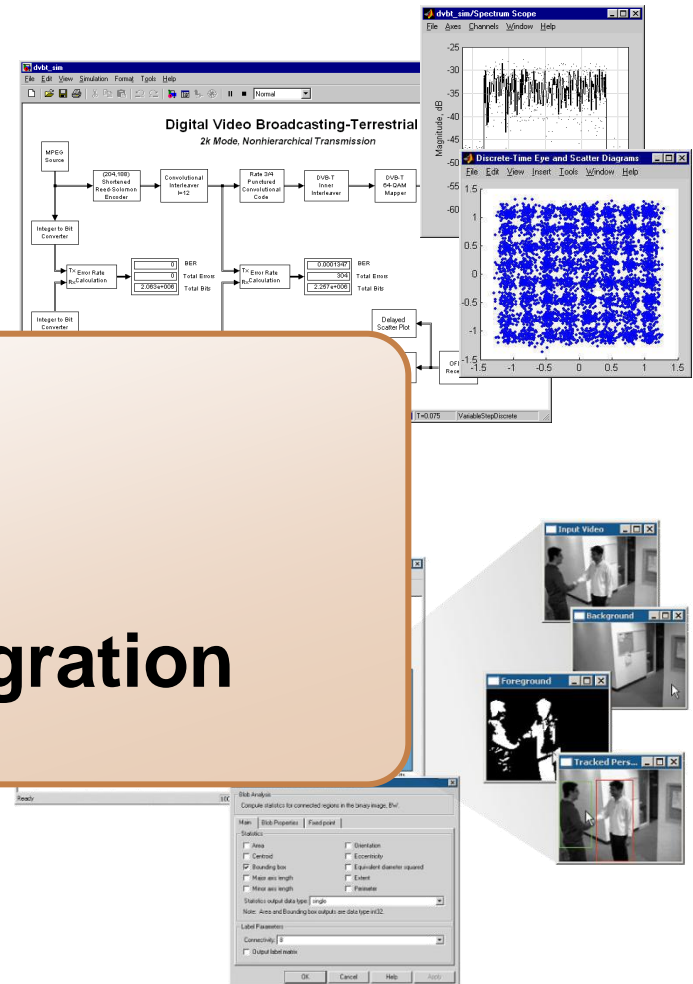 dvbt_sim/Spectrum Scope
File Axes Channels Window Help
-25
-30
-35
-40
-45
-50
-55
-60
Magnitude, dB
dvbt_sim
File Edit View Simulation Format Tools Help
Normal
Digital Video Broadcasting-Terrestrial
2k Mode, Nonhierarchical Transmission
MPEG
Source
(204,188)
Shortened
Reed-Solomon
Encoder
Convolutional
Interleaver
I=12
Rate 3/4
Punctured
Convolutional
Code
DVB-T
Inner
Interleaver
DVB-T
64-QAM
Mapper
Integer to Bit
Converter
Tx Error Rate
Rx Calculation
0
0
2.063e+006
BER
Total Errors
Total Bits
Tx Error Rate
Rx Calculation
0.0001347
304
2.257e+006
BER
Total Errors
Total Bits
Integer to Bit
Converter
Delayed
Scatter Plot
T=0.075 VariableStepDiscrete
Discrete-Time Eye and Scatter Diagrams
File Edit View Insert Tools Window Help
1.5
1
0.5
0
-0.5
-1
-1.5
-1.5 -1 -0.5 0 0.5 1 1.5
gration
Input Video
Background
Foreground
Tracked Pers...
Ready 100
Blob Analysis
Compute statistics for connected regions in the binary image, BW.
Main Blob Properties Fixed point
Statistics
Area Orientation
Centroid Eccentricity
Bounding box Equivalent diameter squared
Major axis length Extent
Minor axis length Perimeter
Statistics output data type: single
Note: Area and Bounding box outputs are data type int32.
Label Parameters
Connectivity: 8
Output label matrix
OK Cancel Help Apply